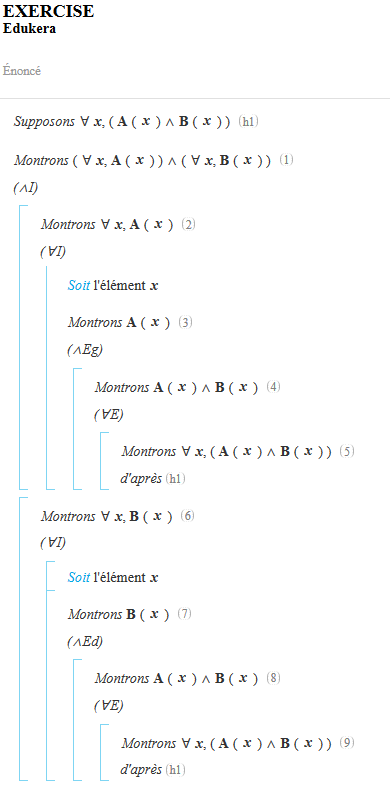 EXERCISE
Edukera
Énoncé
Supposons ∀ x, ( A ( x ) ∧ B ( x ) ) (h1)
Montrons ( ∀ x, A ( x ) ) ∧ ( ∀ x, B ( x ) ) (1)
(∧I)
Montrons ∀ x, A ( x ) (2)
(∀I)
Soit l'élément x
Montrons A ( x ) (3)
(∧Eg)
Montrons A ( x ) ∧ B ( x ) (4)
(∀E)
Montrons ∀ x, ( A ( x ) ∧ B ( x ) ) (5)
d'après (h1)
Montrons ∀ x, B ( x ) (6)
(∀I)
Soit l'élément x
Montrons B ( x ) (7)
(∧Ed)
Montrons A ( x ) ∧ B ( x ) (8)
(∀E)
Montrons ∀ x, ( A ( x ) ∧ B ( x ) ) (9)
d'après (h1)